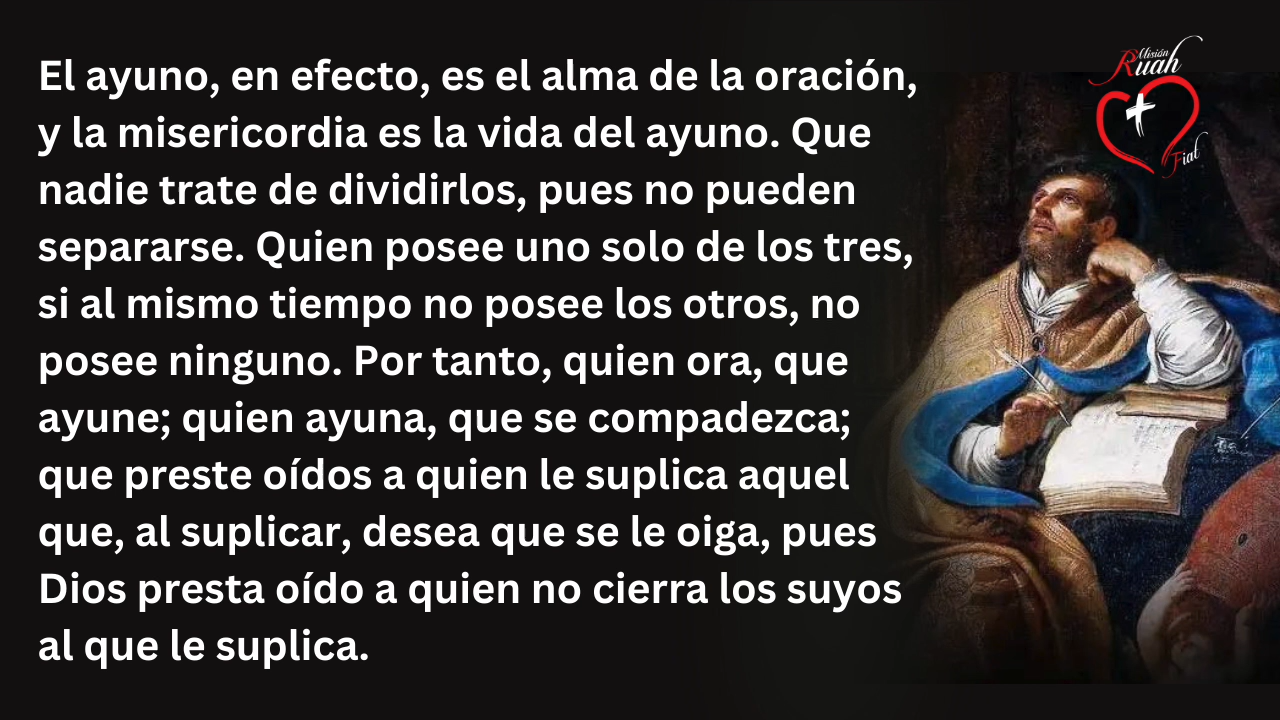 El ayuno, en efecto, es el alma de la oración,
y la misericordia es la vida del ayuno. Que
nadie trate de dividirlos, pues no pueden
separarse. Quien posee uno solo de los tres,
si al mismo tiempo no posee los otros, no
posee ninguno. Por tanto, quien ora, que
ayune; quien ayuna, que se compadezca;
que preste oídos a quien le suplica aquel
que, al suplicar, desea que se le oiga, pues
Dios presta oído a quien no cierra los suyos
al que le suplica.
Misión
Ruah
Fiat